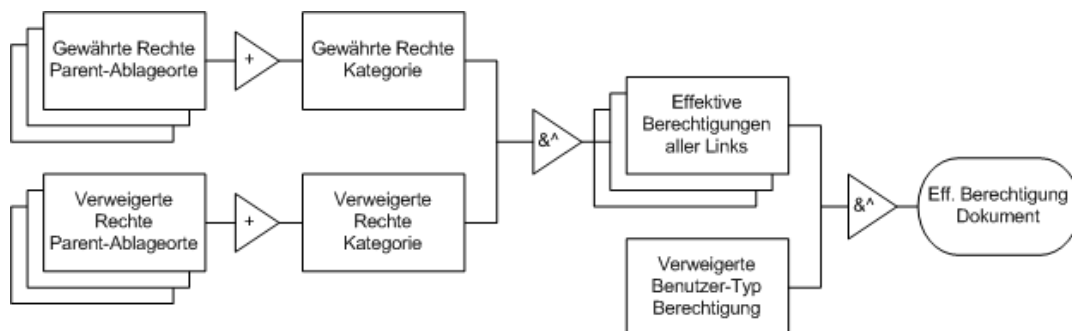 Gewährte Rechte
Parent-Ablageorte
+
Gewährte Rechte
Kategorie
Verweigerte
Rechte
Parent-Ablageorte
+
Verweigerte
Rechte
Kategorie
&^
Effektive
Berechtigungen
aller Links
Verweigerte
Benutzer-Typ
Berechtigung
&^
Eff. Berechtigung
Dokument